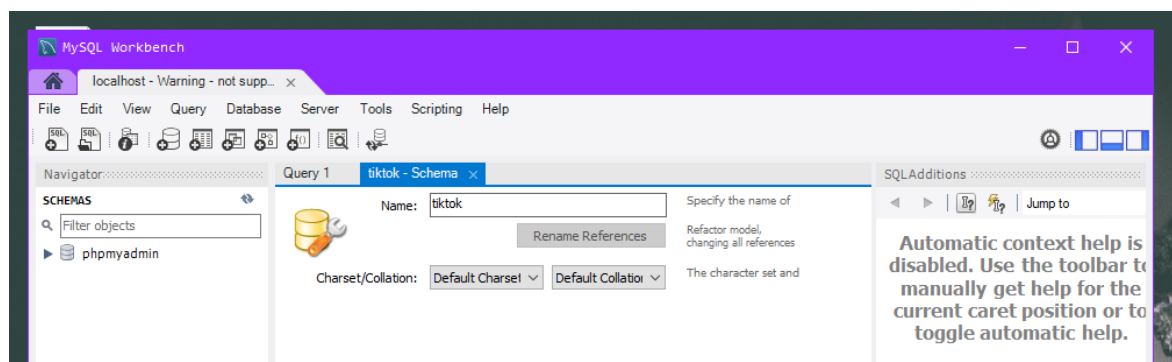 MySQL Workbench
localhost - Warning - not supp...
File Edit View Query Database Server Tools Scripting Help
Navigator
SCHEMAS
Filter objects
phpmyadmin
Query 1
tiktok - Schema
Name: tiktok
Specify the name of
Rename References
Refactor model,
changing all references
Charset/Collation: Default Charset Default Collation
The character set and
SQLAdditions
Jump to
Automatic context help is
disabled. Use the toolbar to
manually get help for the
current caret position or to
toggle automatic help.